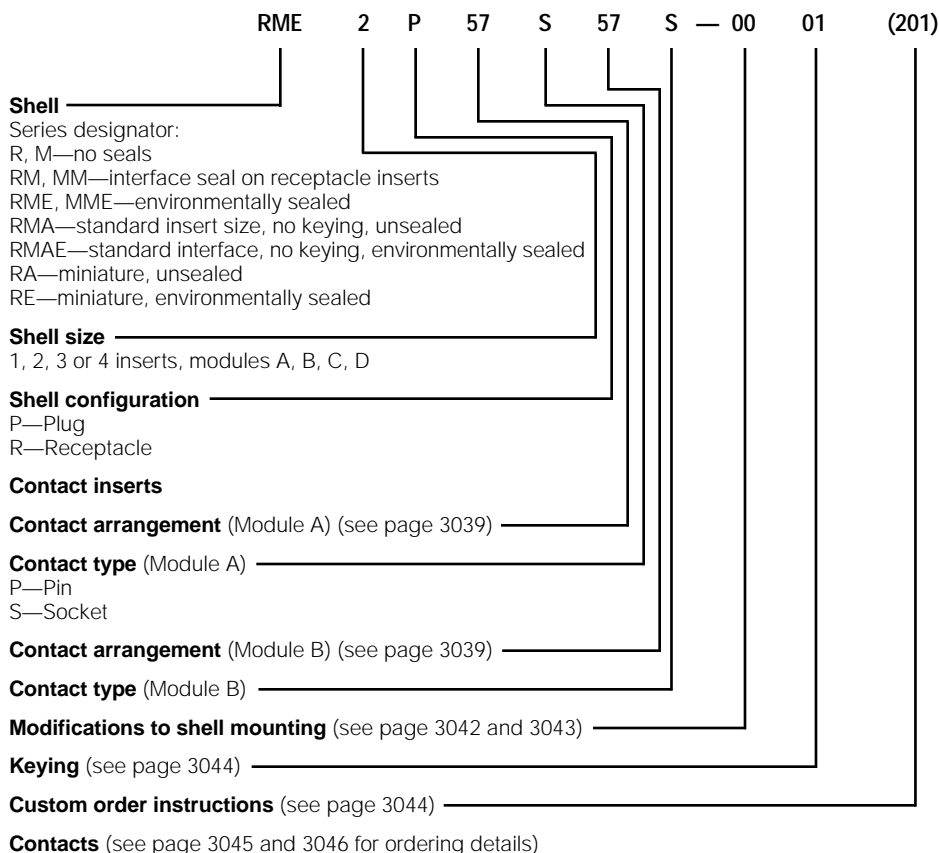 RME 2 P 57 S 57 S — 00 01 (201)
Shell
Series designator:
R, M—no seals
RM, MM—interface seal on receptacle inserts
RME, MME—environmentally sealed
RMA—standard insert size, no keying, unsealed
RMAE—standard interface, no keying, environmentally sealed
RA—miniature, unsealed
RE—miniature, environmentally sealed
Shell size
1, 2, 3 or 4 inserts, modules A, B, C, D
Shell configuration
P—Plug
R—Receptacle
Contact inserts
Contact arrangement (Module A) (see page 3039)
Contact type (Module A)
P—Pin
S—Socket
Contact arrangement (Module B) (see page 3039)
Contact type (Module B)
Modifications to shell mounting (see page 3042 and 3043)
Keying (see page 3044)
Custom order instructions (see page 3044)
Contacts (see page 3045 and 3046 for ordering details)